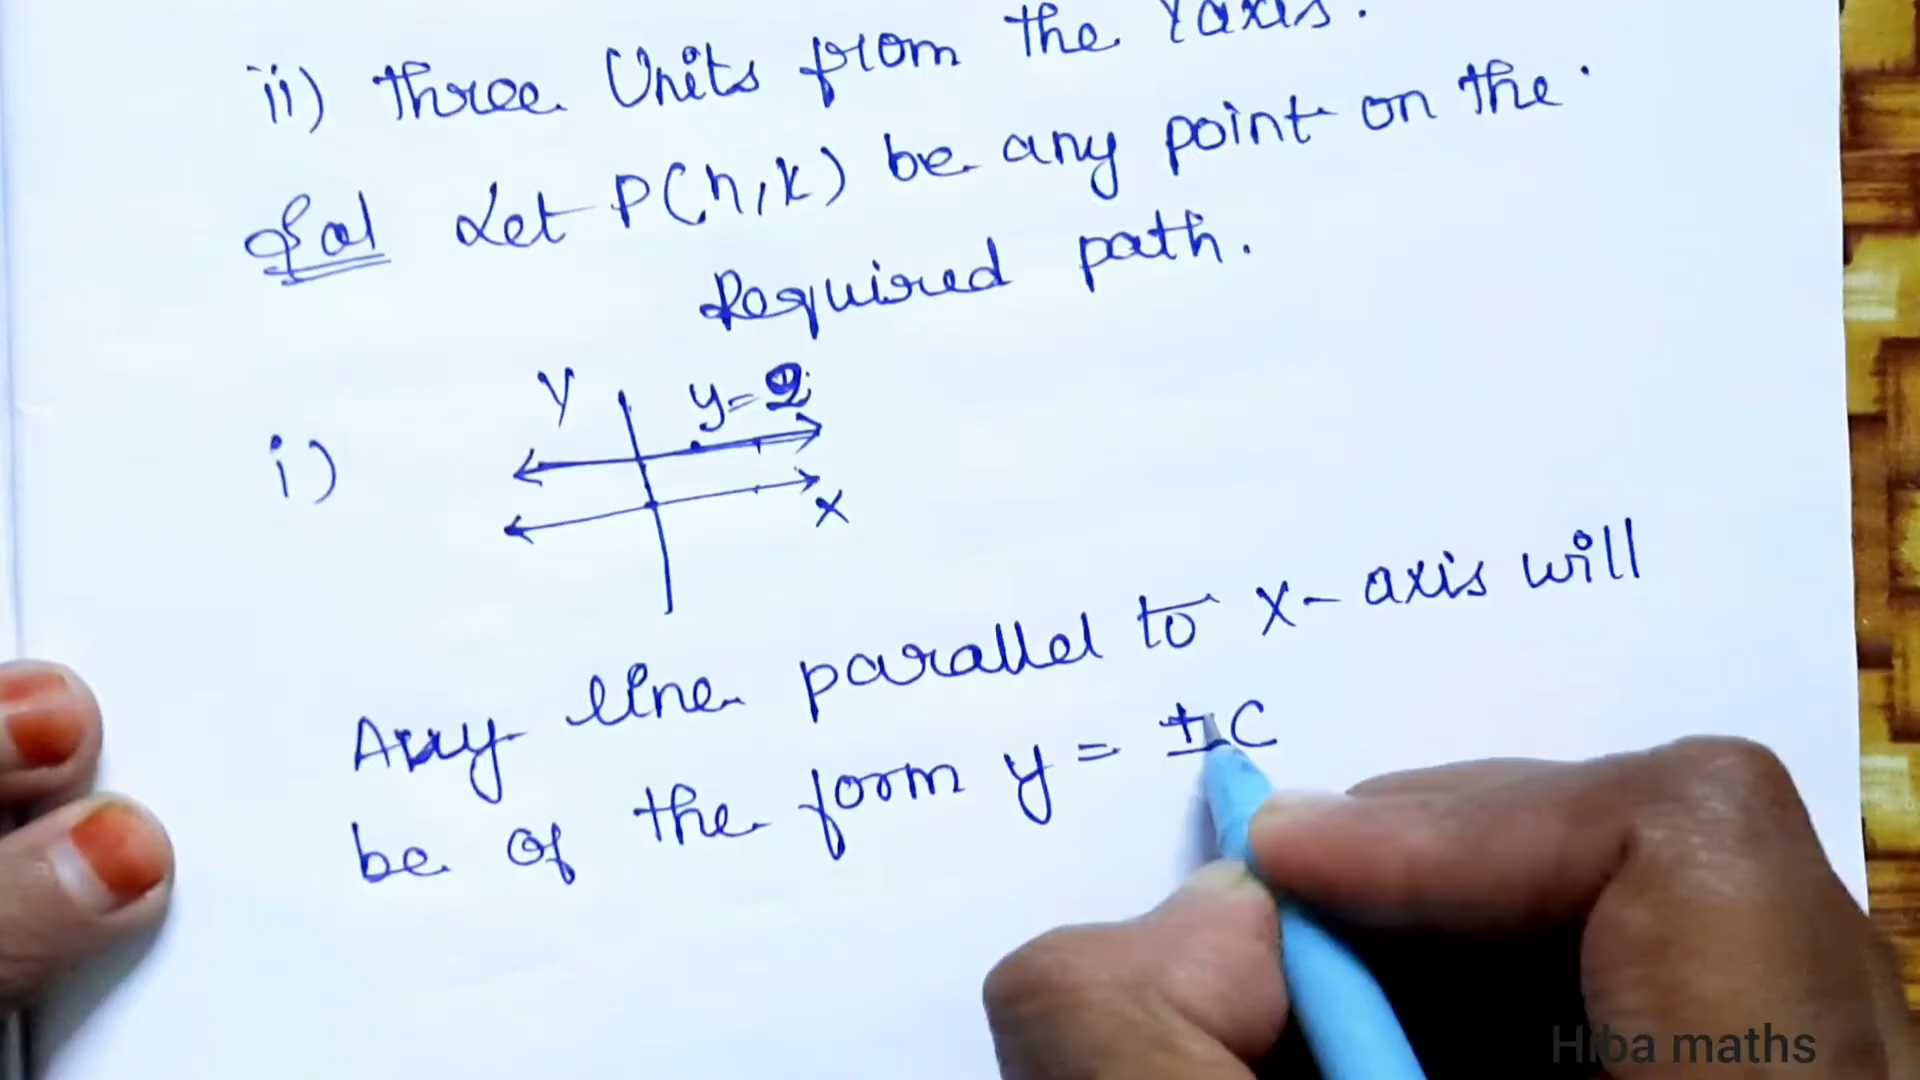 ii) three Units from the Yaxis.
Sol Let P(h,k) be any point on the
Required path.
Y y=2
i)
X
Any line parallel to X-axis will
be of the form y = ±C
Hiba maths